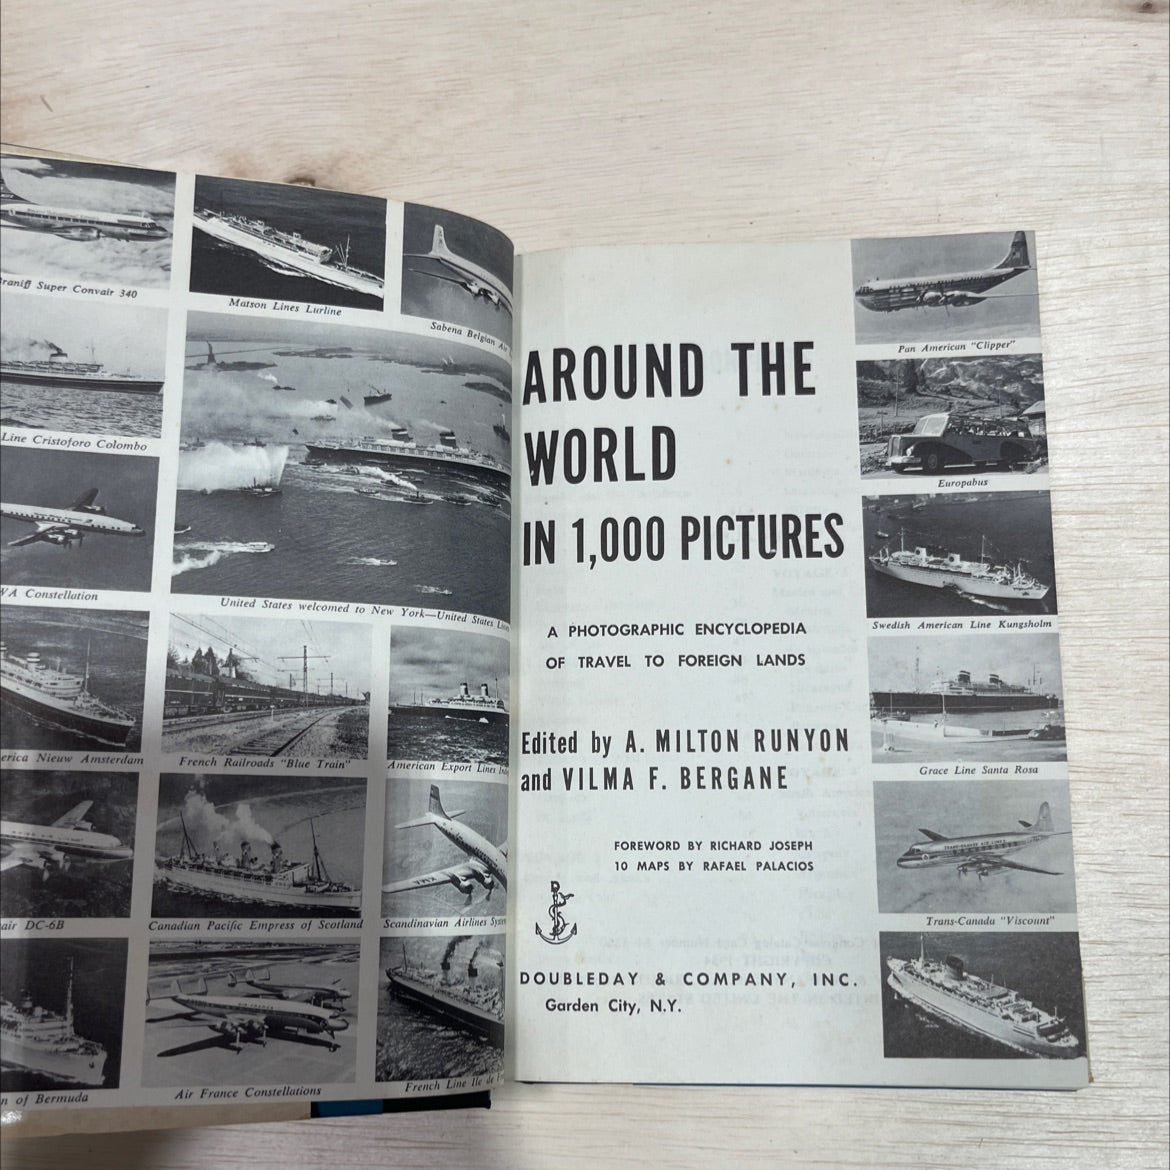 Super Convair 340
Matson Lines Lurline
Sabena Belgian Air
Line Cristoforo Colombo
Constellation
United States welcomed to New York—United States
Nieuw Amsterdam
French Railroads "Blue Train"
American Export Lines
DC-6B
Canadian Pacific Empress of Scotland
Scandinavian Airlines
of Bermuda
Air France Constellations
French Line Ile de
AROUND THE
WORLD
IN 1,000 PICTURES
A PHOTOGRAPHIC ENCYCLOPEDIA
OF TRAVEL TO FOREIGN LANDS
Edited by A. MILTON RUNYON
and VILMA F. BERGANE
FOREWORD BY RICHARD JOSEPH
10 MAPS BY RAFAEL PALACIOS
DOUBLEDAY & COMPANY, INC.
Garden City, N.Y.
Pan American "Clipper"
Europabus
Swedish American Line Kungsholm
Grace Line Santa Rosa
TRANS-CANADA AIR LINES
Trans-Canada "Viscount"